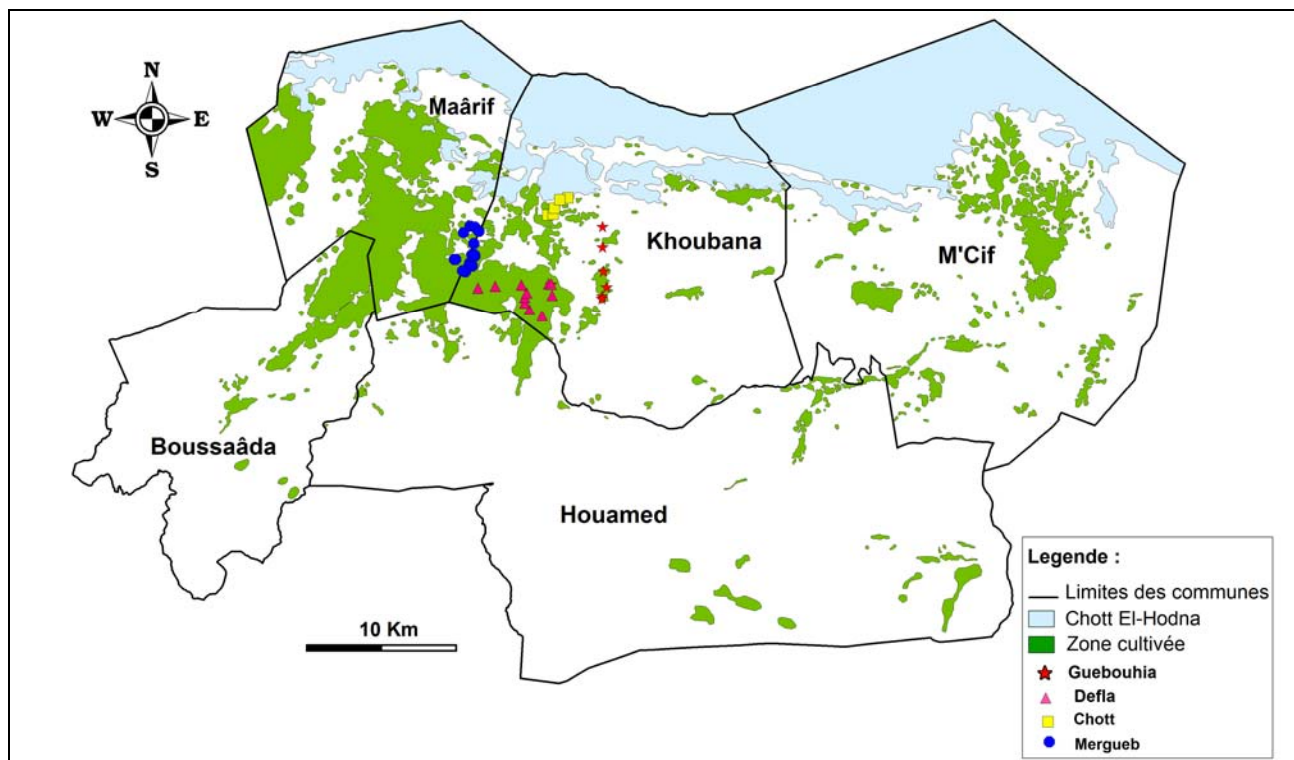 N
W E
S
Maârif
Khoubana
M'Cif
Boussaâda
Houamed
10 Km
Legende :
Limites des communes
Chott El-Hodna
Zone cultivée
Guebouhia
Defla
Chott
Mergueb